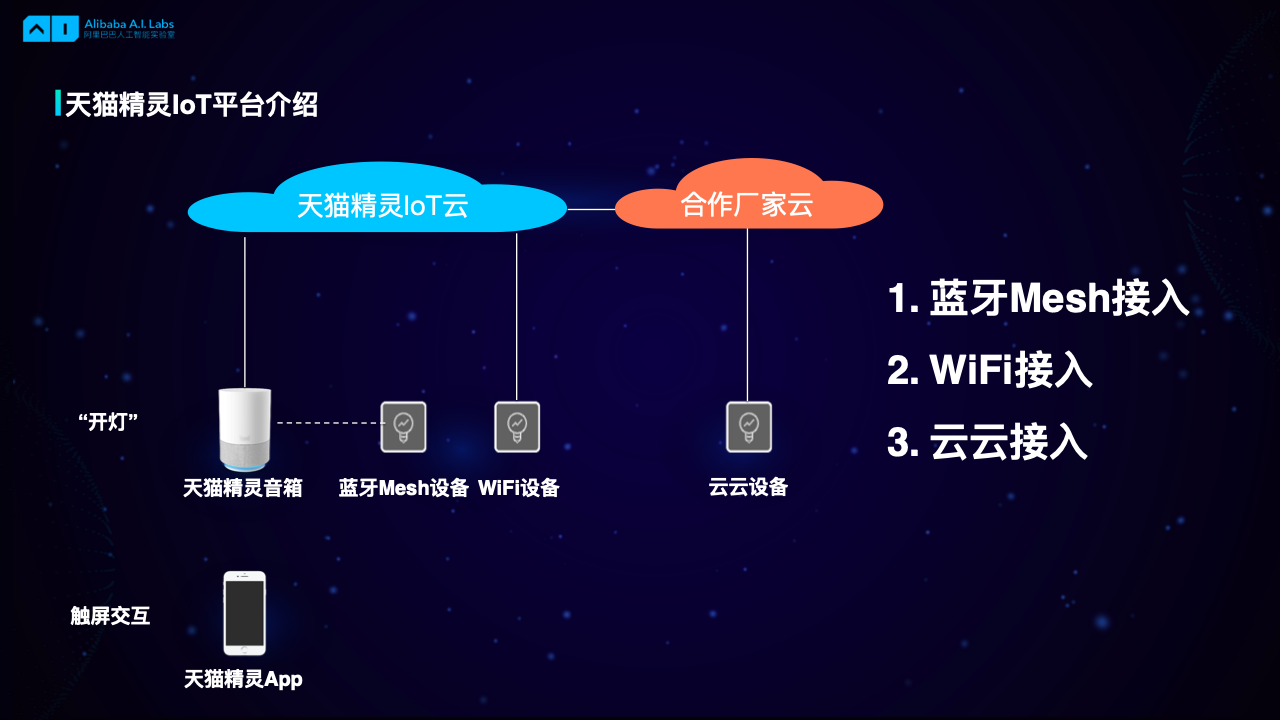 Alibaba A.I. Labs
阿里巴巴人工智能实验室
天猫精灵IoT平台介绍
天猫精灵IoT云
合作厂家云
1. 蓝牙Mesh接入
2. WiFi接入
3. 云云接入
“开灯”
天猫精灵音箱
蓝牙Mesh设备
WiFi设备
云云设备
触屏交互
天猫精灵App